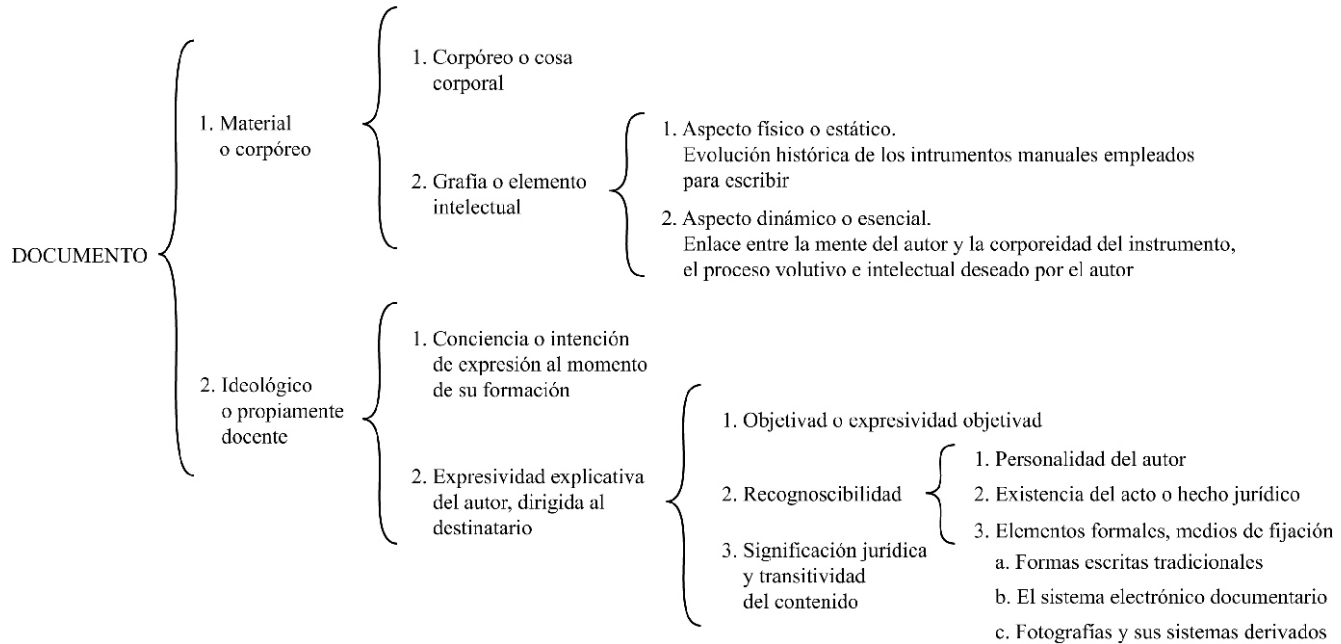 DOCUMENTO
1. Material
o corpóreo
1. Corpóreo o cosa
corporal
2. Grafía o elemento
intelectual
1. Aspecto físico o estático.
Evolución histórica de los intrumentos manuales empleados
para escribir
2. Aspecto dinámico o esencial.
Enlace entre la mente del autor y la corporeidad del instrumento,
el proceso volutivo e intelectual deseado por el autor
2. Ideológico
o propiamente
docente
1. Conciencia o intención
de expresión al momento
de su formación
2. Expresividad explicativa
del autor, dirigida al
destinatario
1. Objetivad o expresividad objetivad
2. Recognoscibilidad
1. Personalidad del autor
2. Existencia del acto o hecho jurídico
3. Elementos formales, medios de fijación
a. Formas escritas tradicionales
b. El sistema electrónico documentario
c. Fotografías y sus sistemas derivados
3. Significación jurídica
y transitividad
del contenido